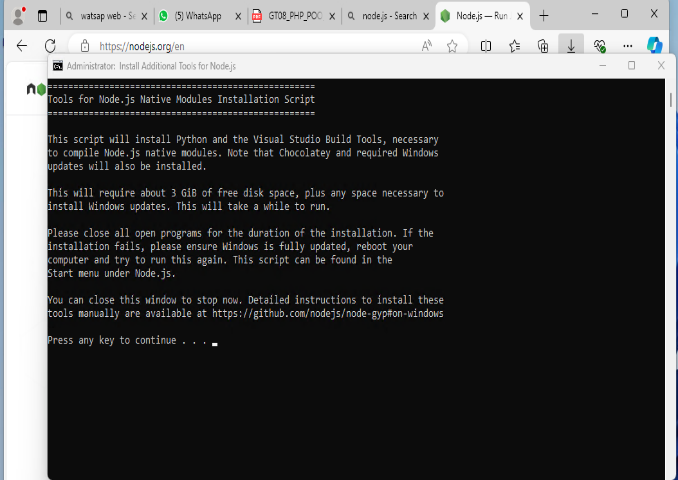 watsap web - Se
(5) WhatsApp
GT08_PHP_POO
node.js - Search
Node.js — Run
https://nodejs.org/en
Administrator: Install Additional Tools for Node.js
====================================================
Tools for Node.js Native Modules Installation Script
====================================================
This script will install Python and the Visual Studio Build Tools, necessary
to compile Node.js native modules. Note that Chocolatey and required Windows
updates will also be installed.
This will require about 3 GiB of free disk space, plus any space necessary to
install Windows updates. This will take a while to run.
Please close all open programs for the duration of the installation. If the
installation fails, please ensure Windows is fully updated, reboot your
computer and try to run this again. This script can be found in the
Start menu under Node.js.
You can close this window to stop now. Detailed instructions to install these
tools manually are available at https://github.com/nodejs/node-gyp#on-windows
Press any key to continue . . .